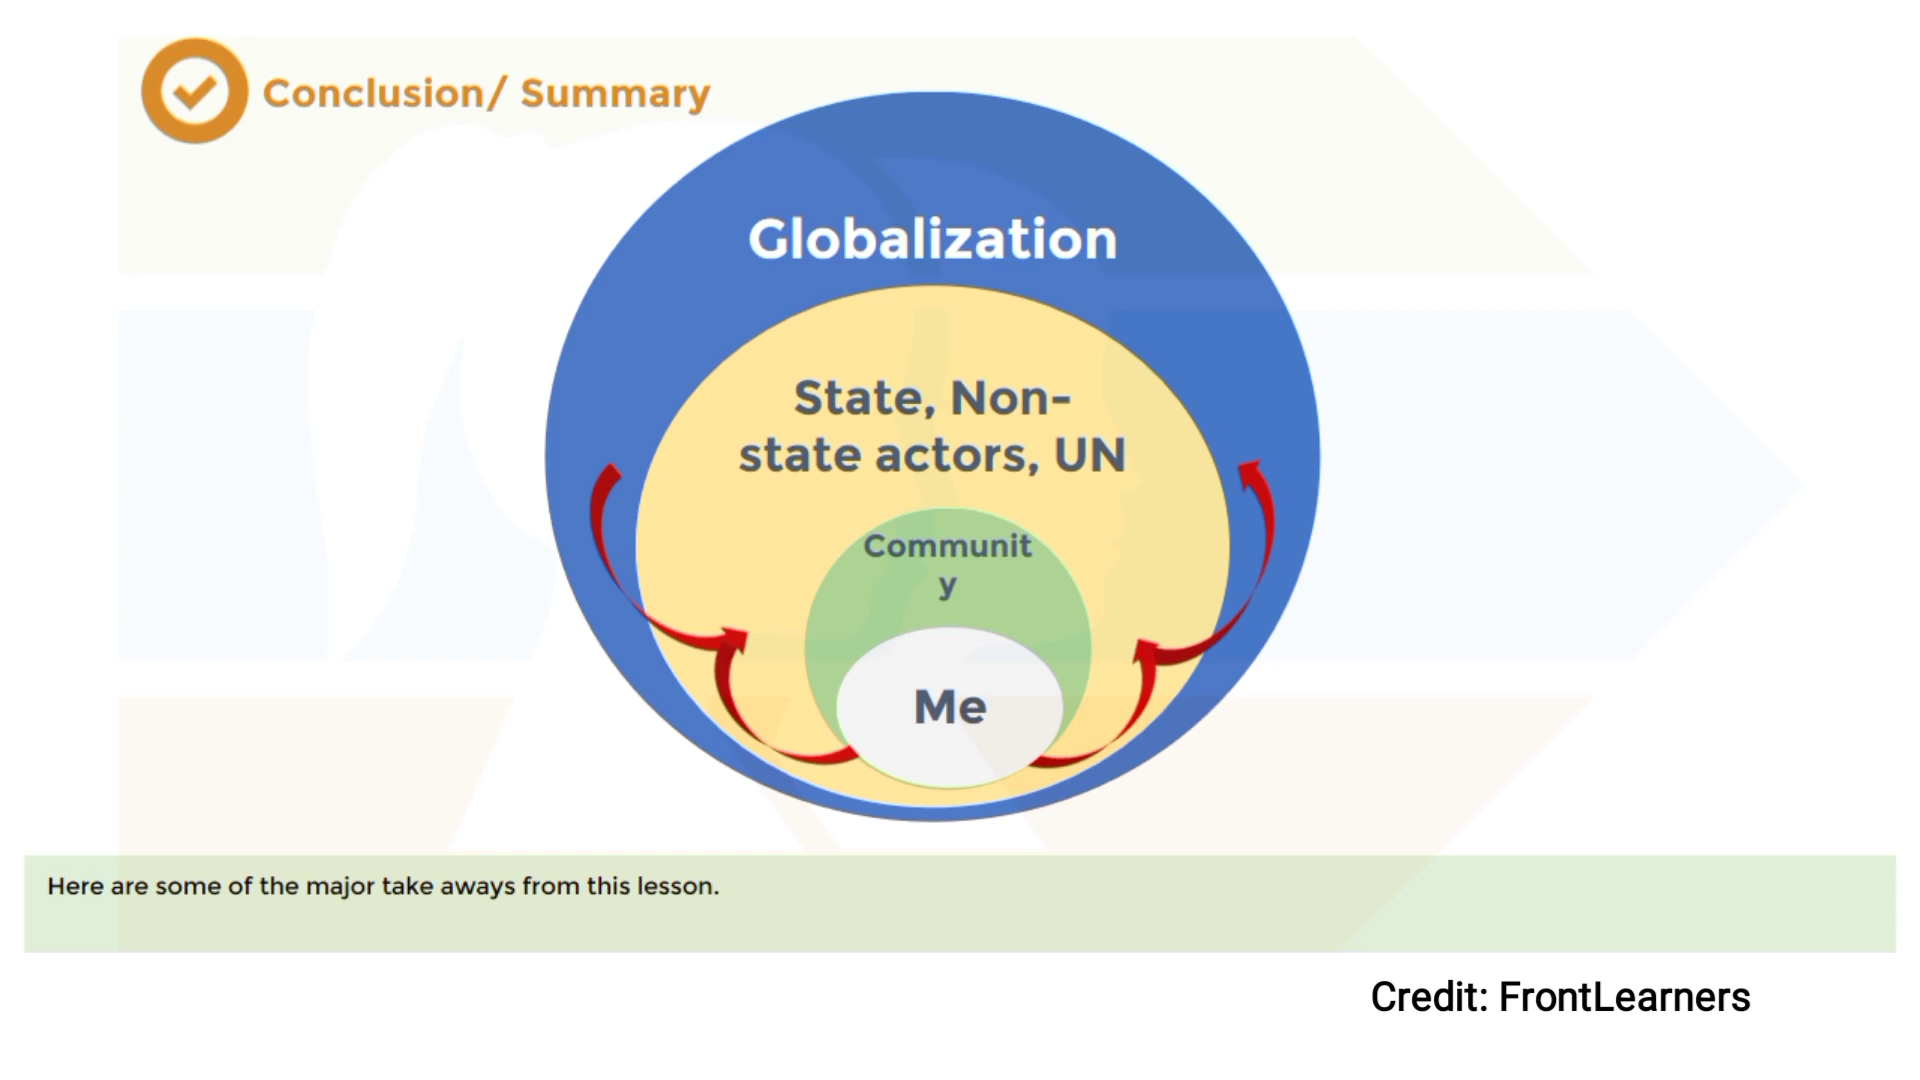 Conclusion/ Summary
Globalization
State, Non-
state actors, UN
Communit
y
Me
Here are some of the major take aways from this lesson.
Credit: FrontLearners